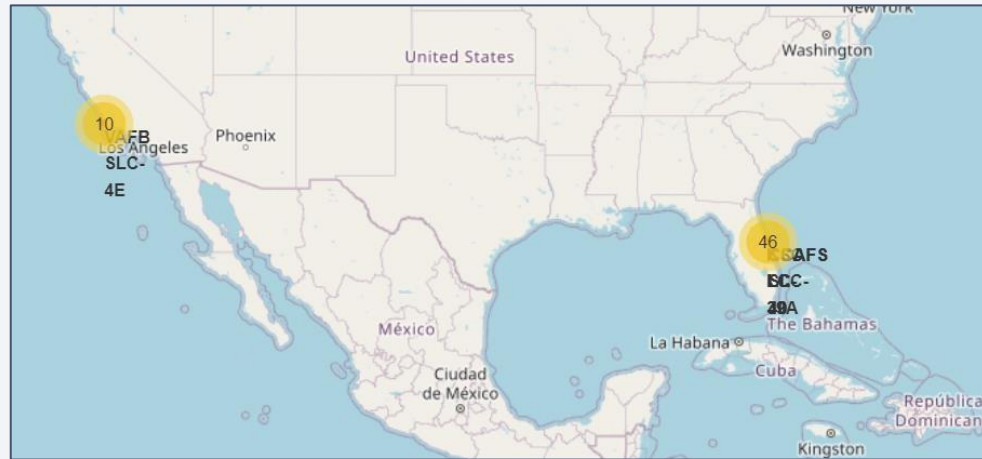 New York
Washington
United States
10
VAFB
Los Angeles
SLC-
4E
Phoenix
46
The Bahamas
México
La Habana
Cuba
Ciudad
de México
República
Dominican
Kingston